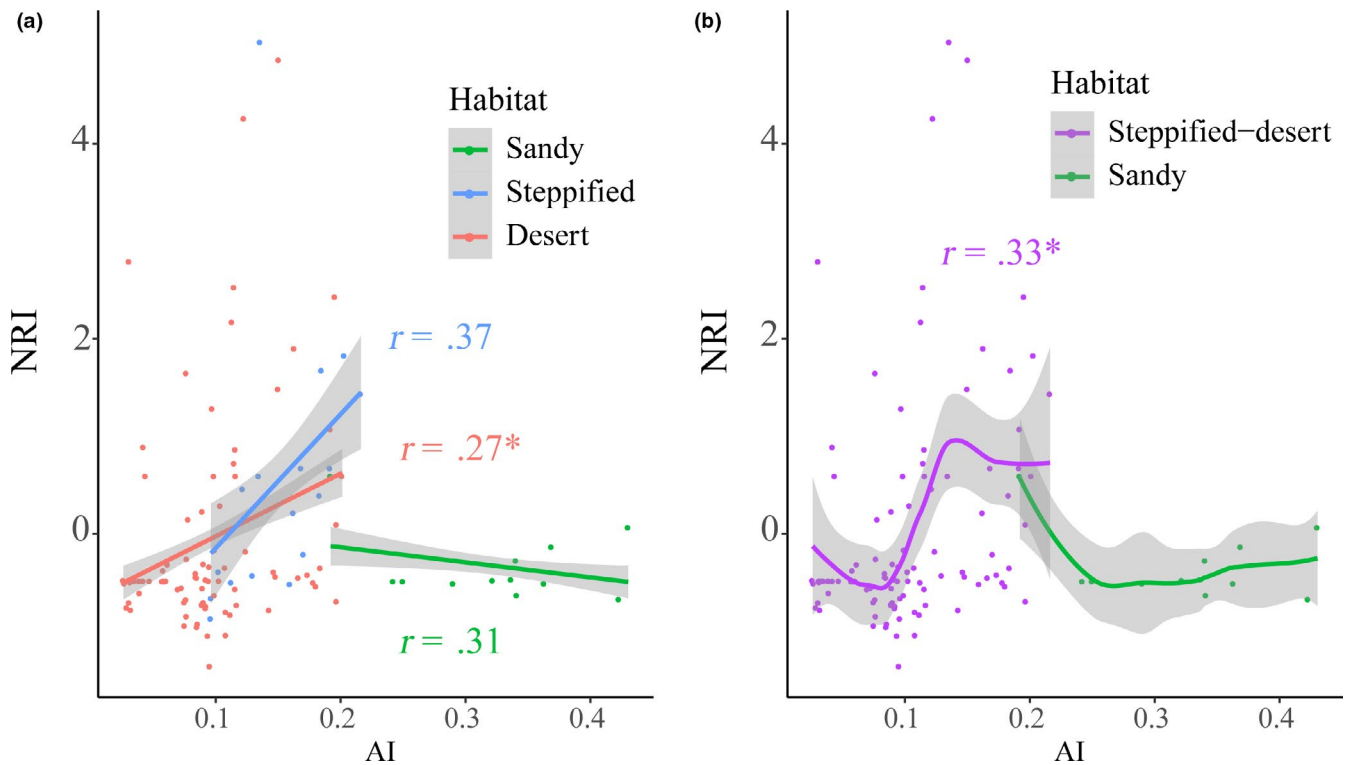 (a)
NRI
4
2
0
0.1
0.2
0.3
0.4
AI
Habitat
Sandy
Steppified
Desert
r = .37
r = .27*
r = .31
(b)
NRI
4
2
0
0.1
0.2
0.3
0.4
AI
Habitat
Steppified−desert
Sandy
r = .33*